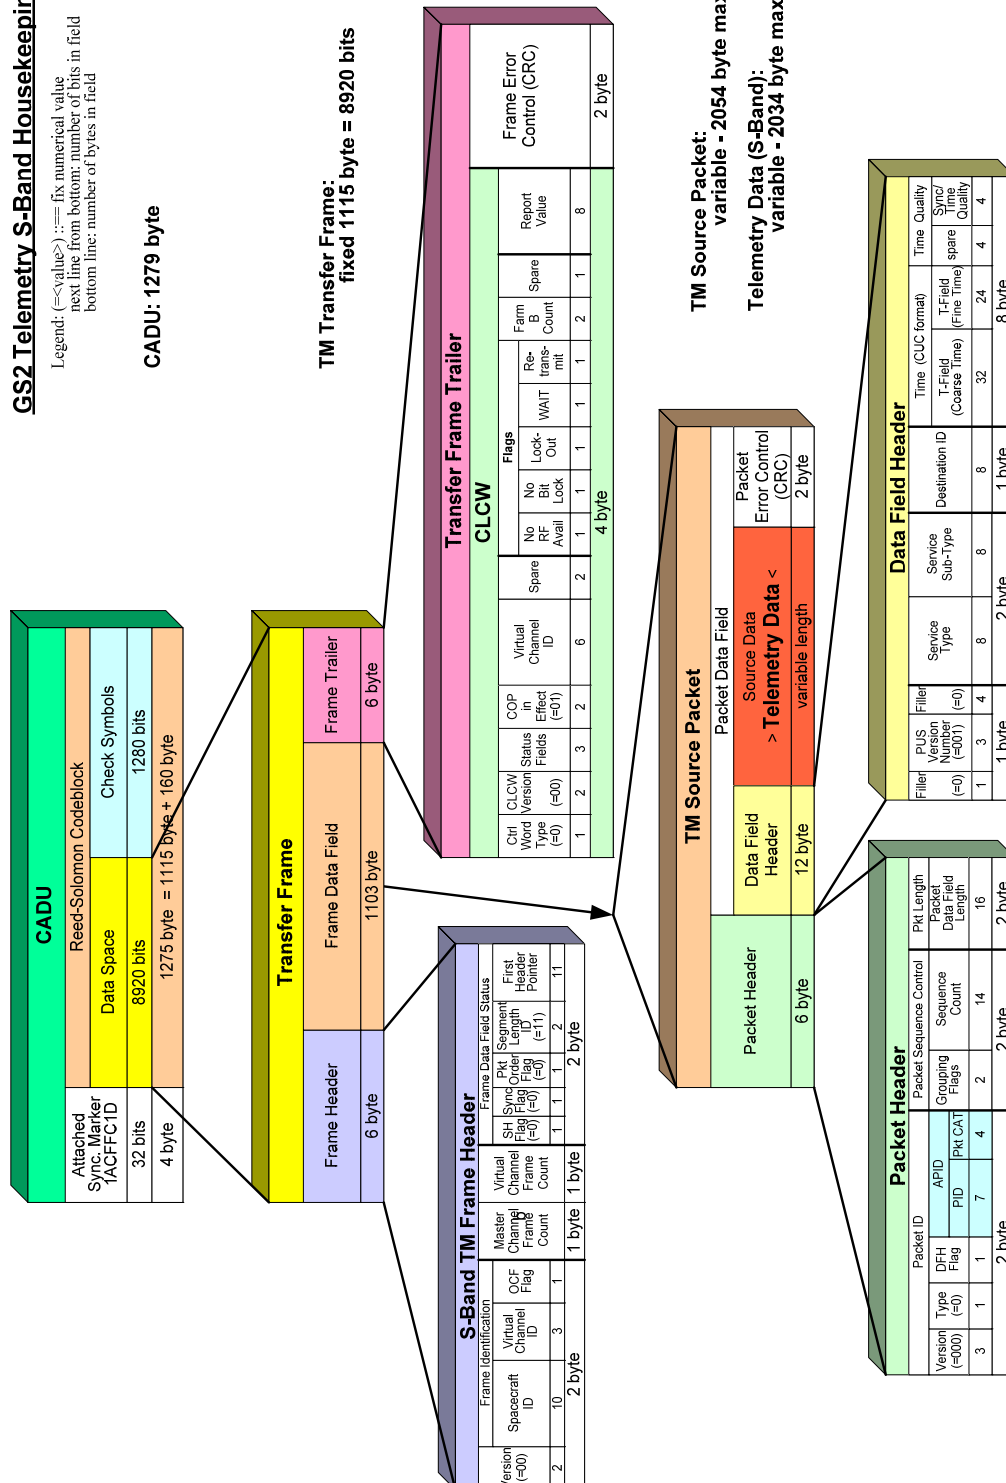 GS2 Telemetry S-Band Housekeepin
Legend: (=<value>) ::== fix numerical value
next line from bottom: number of bits in field
bottom line: number of bytes in field
CADU: 1279 byte
CADU
Attached
Sync. Marker
1ACFFC1D
Reed-Solomon Codeblock
Data Space
Check Symbols
32 bits
8920 bits
1280 bits
4 byte
1275 byte = 1115 byte + 160 byte
TM Transfer Frame:
fixed 1115 byte = 8920 bits
Transfer Frame
Frame Header
Frame Data Field
Frame Trailer
6 byte
1103 byte
6 byte
S-Band TM Frame Header
Version
(=00)
Frame Identification
Spacecraft
ID
Virtual
Channel
ID
OCF
Flag
Master
Channel
Frame
Count
Virtual
Channel
Frame
Count
Frame Data Field Status
SH
Flag
(=0)
Sync
Flag
(=0)
Pkt
Order
Flag
(=0)
Segment
Length
ID
(=11)
First
Header
Pointer
2
10
3
1
1
1
1
2
11
2 byte
1 byte
1 byte
2 byte
Transfer Frame Trailer
CLCW
Frame Error
Control (CRC)
Ctrl
Word
Type
(=0)
CLCW
Version
(=00)
Status
Fields
COP
in
Effect
(=01)
Virtual
Channel
ID
Spare
Flags
No
RF
Avail
No
Bit
Lock
Lock-
Out
WAIT
Re-
trans-
mit
Farm
B
Count
Spare
Report
Value
1
2
3
2
6
2
1
1
1
1
1
2
1
8
4 byte
2 byte
TM Source Packet:
variable - 2054 byte max
Telemetry Data (S-Band):
variable - 2034 byte max
TM Source Packet
Packet Header
Packet Data Field
Data Field
Header
Source Data
> Telemetry Data <
Packet
Error Control
(CRC)
6 byte
12 byte
variable length
2 byte
Packet Header
Packet ID
Packet Sequence Control
Pkt Length
Version
(=000)
Type
(=0)
DFH
Flag
APID
PID
Pkt CAT
Grouping
Flags
Sequence
Count
Packet
Data Field
Length
3
1
1
7
4
2
14
16
2 byte
2 byte
2 byte
Data Field Header
Filler
(=0)
PUS
Version
Number
(=001)
Filler
(=0)
Service
Type
Service
Sub-Type
Destination ID
Time (CUC format)
T-Field
(Coarse Time)
T-Field
(Fine Time)
Time Quality
spare
Sync/
Time
Quality
1
3
4
8
8
8
32
24
4
4
1 byte
2 byte
1 byte
8 byte